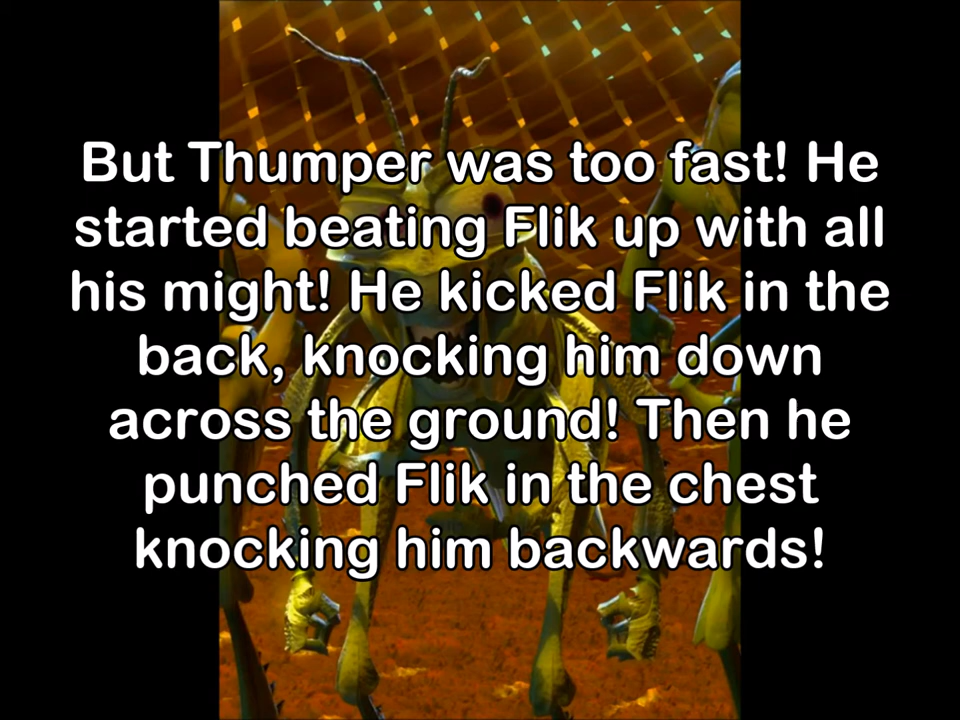 But Thumper was too fast! He
started beating Flik up with all
his might! He kicked Flik in the
back, knocking him down
across the ground! Then he
punched Flik in the chest
knocking him backwards!